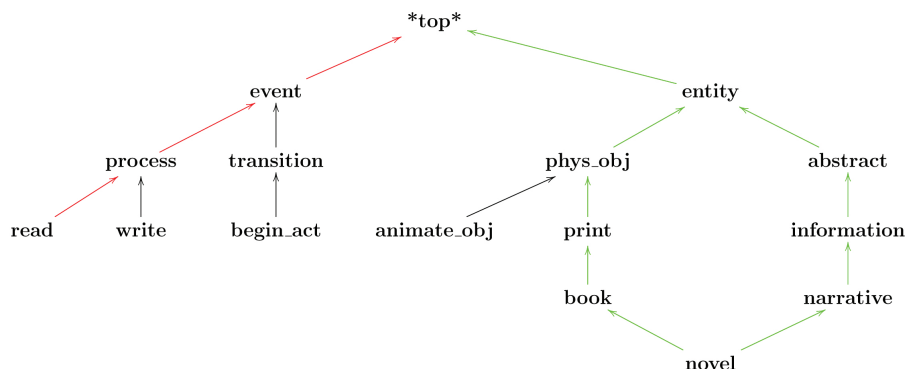 *top*
event entity
process transition phys_obj abstract
read write begin_act animate_obj print information
book narrative
novel